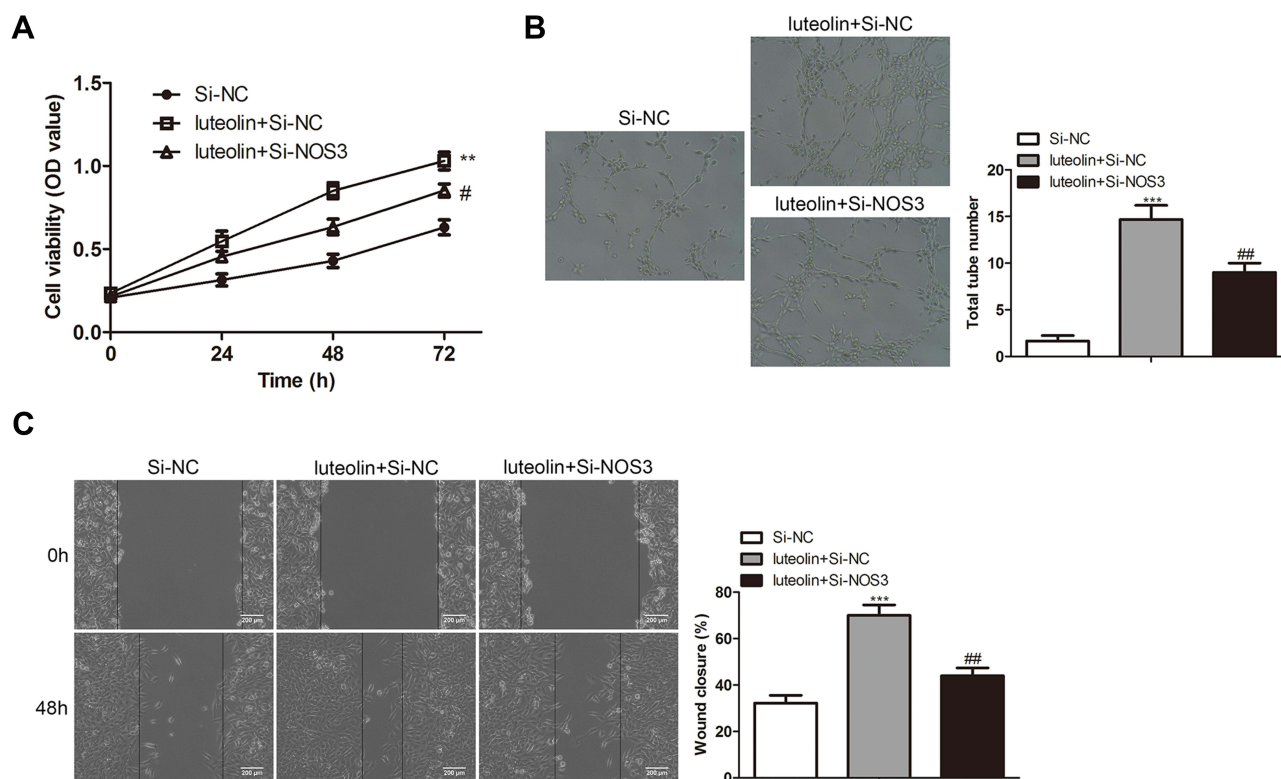 A
1.5
1.0
0.5
0.0
Cell viability (OD value)
Si-NC
luteolin+Si-NC
luteolin+Si-NOS3
**
#
0
24
48
72
Time (h)
B
Si-NC
luteolin+Si-NC
luteolin+Si-NOS3
Si-NC
luteolin+Si-NC
luteolin+Si-NOS3
20
15
10
5
0
Total tube number
***
##
C
Si-NC
luteolin+Si-NC
luteolin+Si-NOS3
0h
200 μm
200 μm
200 μm
48h
200 μm
200 μm
200 μm
Si-NC
luteolin+Si-NC
luteolin+Si-NOS3
80
60
40
20
0
Wound closure (%)
***
##